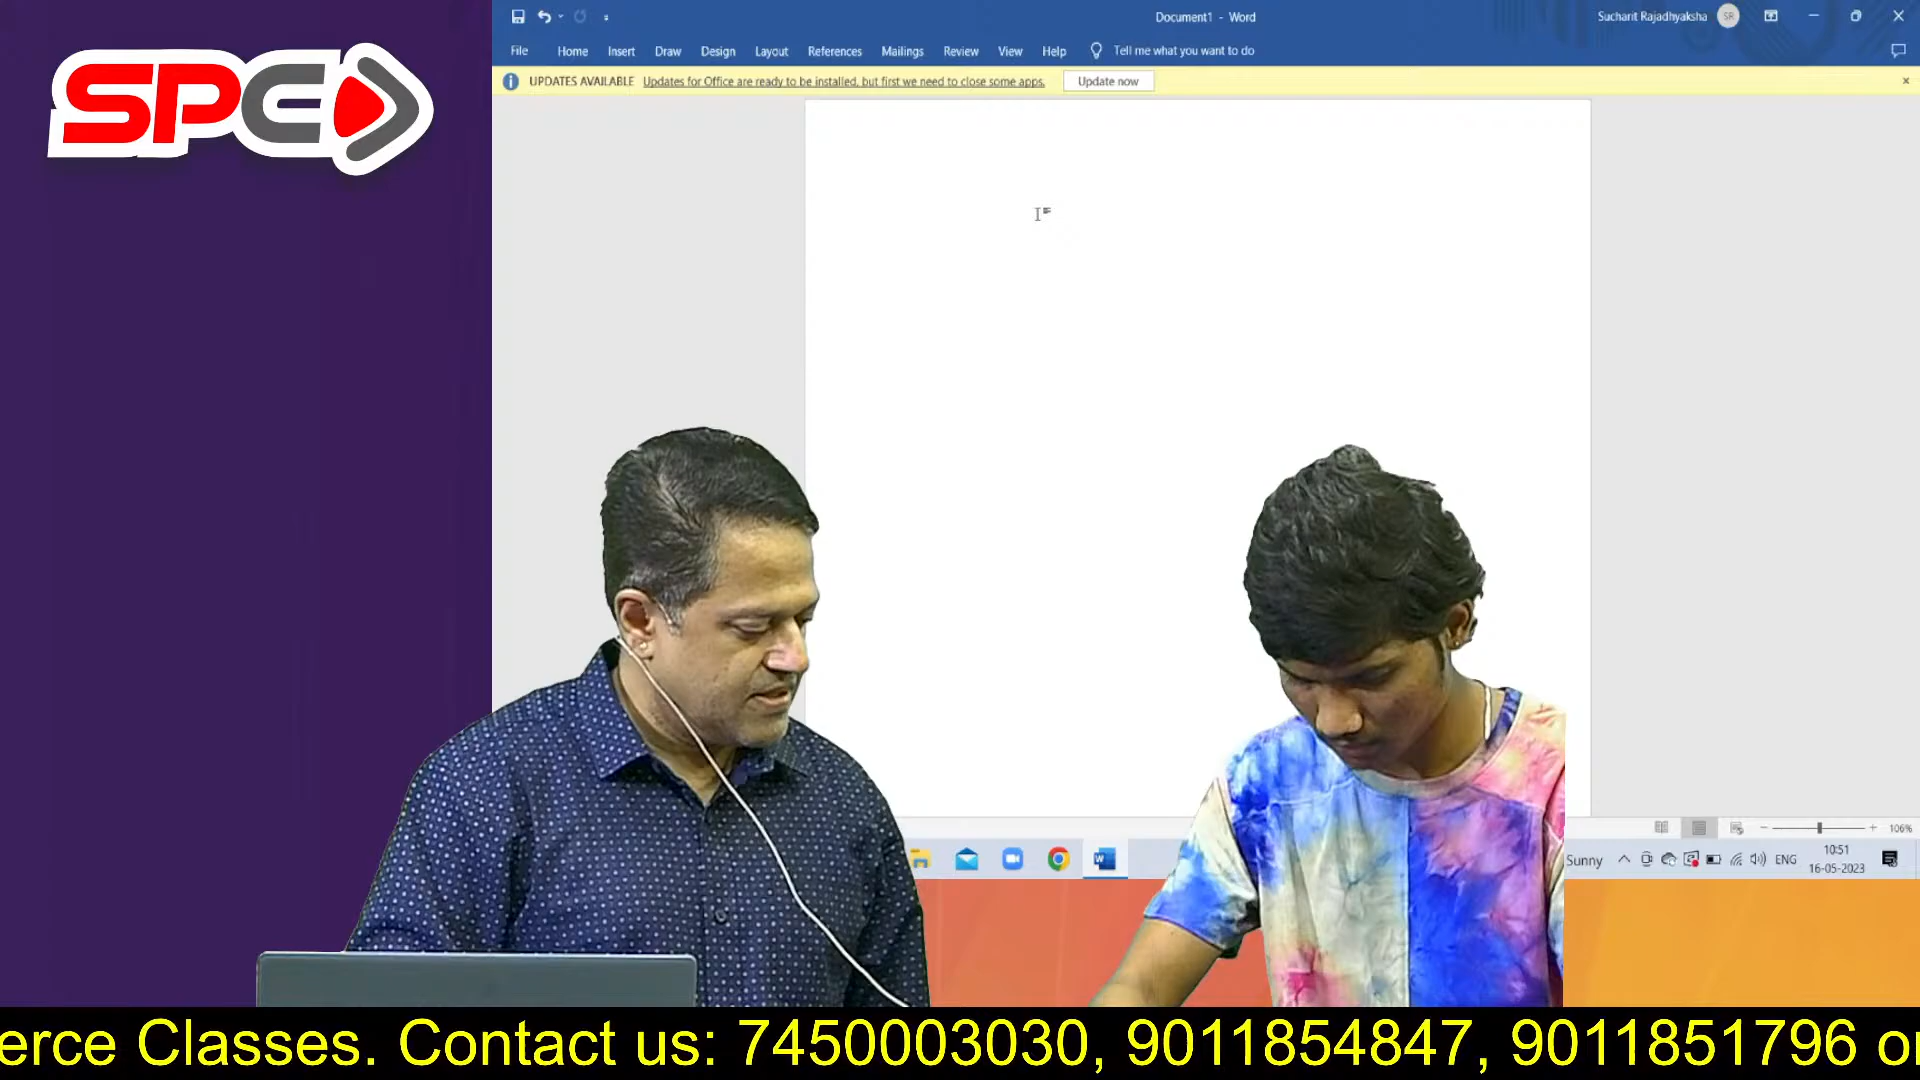 SPE
Document1 - Word
Sucharit Rajadhyaksha SR
File Home Insert Draw Design Layout References Mailings Review View Help Tell me what you want to do
UPDATES AVAILABLE Updates for Office are ready to be installed, but first we need to close some apps. Update now
106%
Sunny ENG 10:51
16-05-2023
erce Classes. Contact us: 7450003030, 9011854847, 9011851796 or